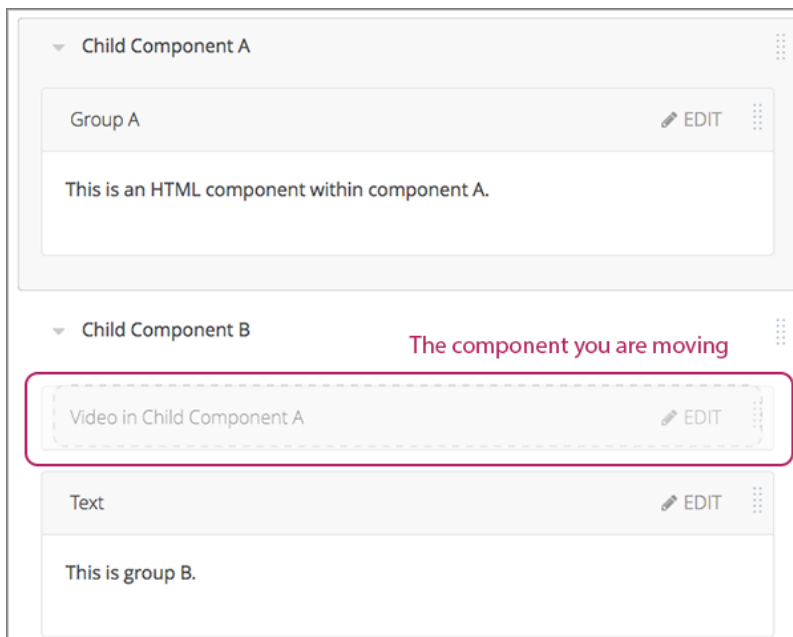 Child Component A
Group A EDIT
This is an HTML component within component A.
Child Component B
The component you are moving
Video in Child Component A EDIT
Text EDIT
This is group B.